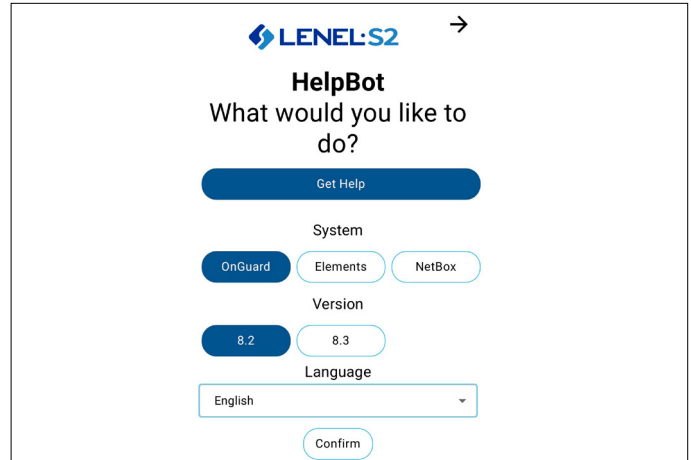 LENEL·S2
HelpBot
What would you like to
do?
Get Help
System
OnGuard Elements NetBox
Version
8.2 8.3
Language
English
Confirm